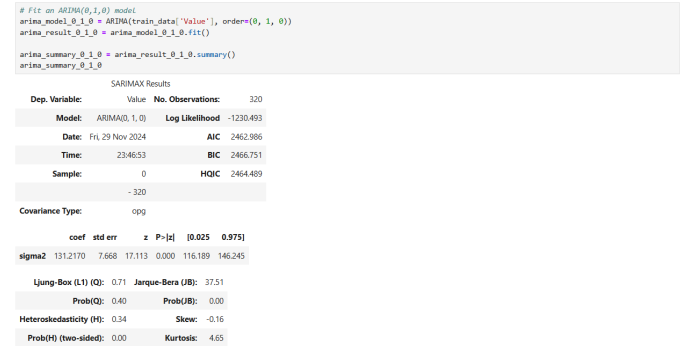 # Fit an ARIMA(0,1,0) model
arima_model_0_1_0 = ARIMA(train_data['Value'], order=(0, 1, 0))
arima_result_0_1_0 = arima_model_0_1_0.fit()
arima_summary_0_1_0 = arima_result_0_1_0.summary()
arima_summary_0_1_0
SARIMAX Results
Dep. Variable: Value No. Observations: 320
Model: ARIMA(0, 1, 0) Log Likelihood -1230.493
Date: Fri, 29 Nov 2024 AIC 2462.986
Time: 23:46:53 BIC 2466.751
Sample: 0 HQIC 2464.489
- 320
Covariance Type: opg
coef std err z P>|z| [0.025 0.975]
sigma2 131.2170 7.668 17.113 0.000 116.189 146.245
Ljung-Box (L1) (Q): 0.71 Jarque-Bera (JB): 37.51
Prob(Q): 0.40 Prob(JB): 0.00
Heteroskedasticity (H): 0.34 Skew: -0.16
Prob(H) (two-sided): 0.00 Kurtosis: 4.65